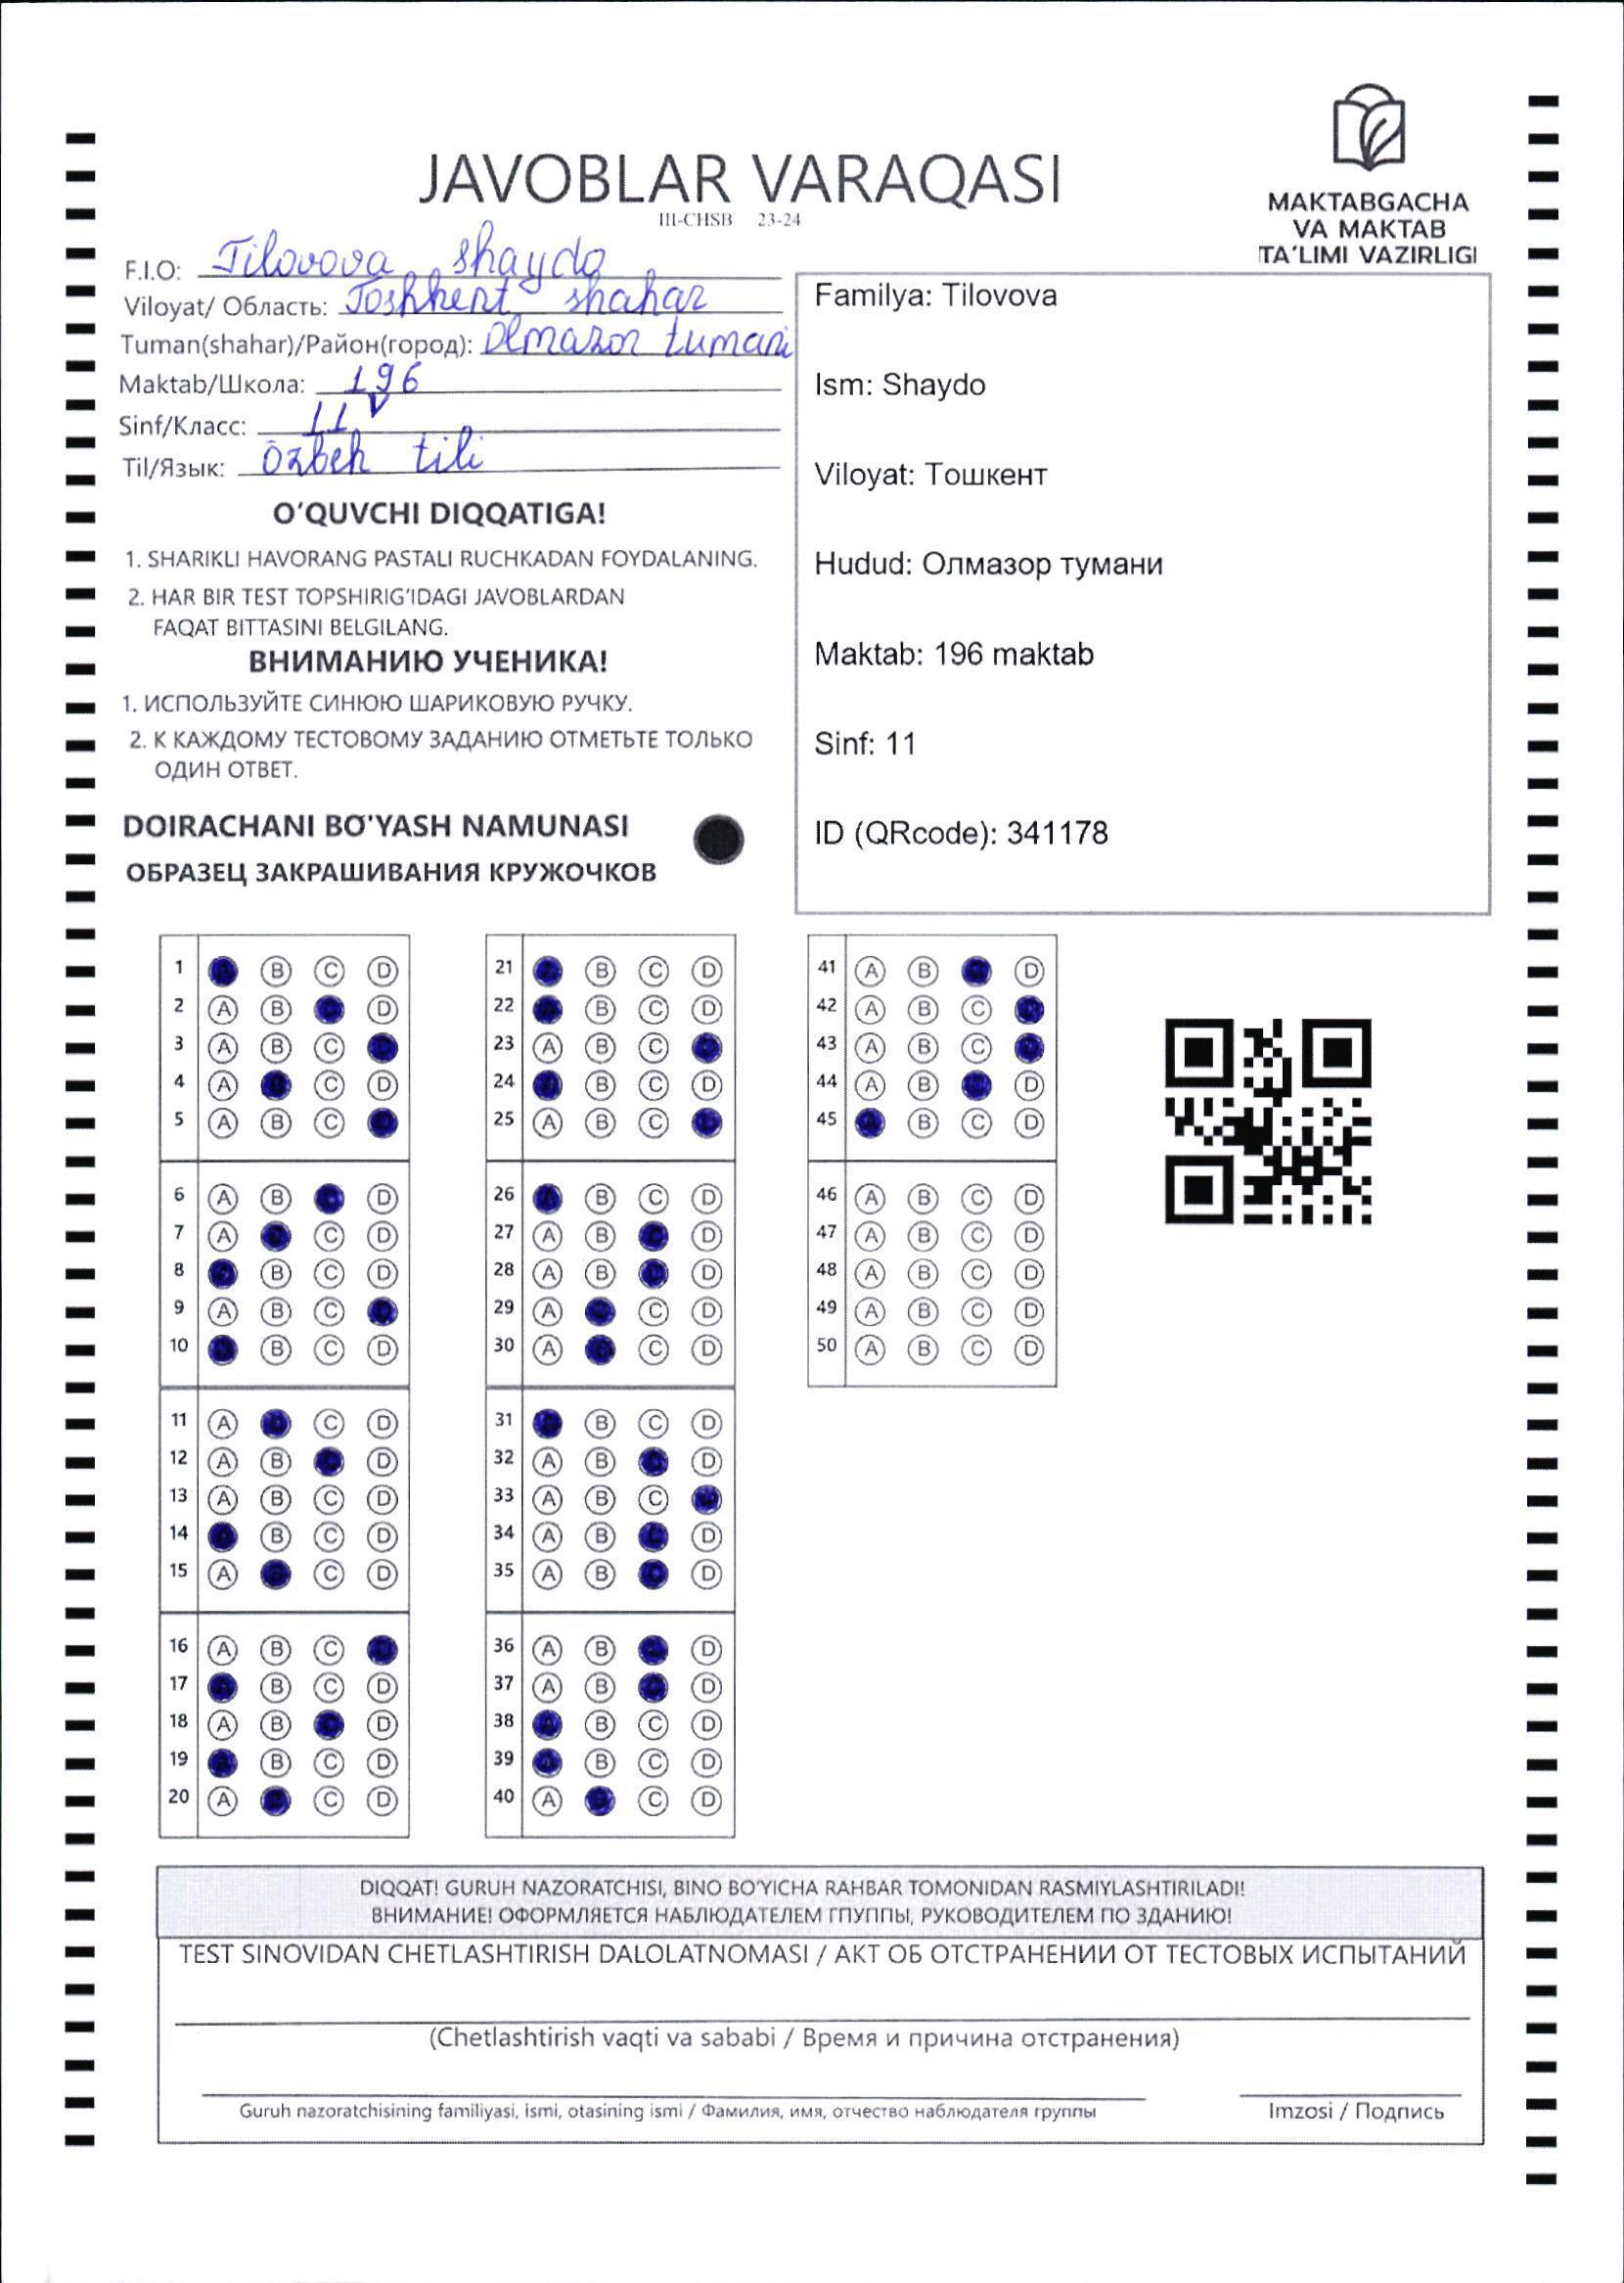 JAVOBLAR VARAQASI
III-CHSB 23-24
MAKTABGACHA
VA MAKTAB
TA'LIMI VAZIRLIGI
F.I.O: Tilovova Shaydo
Viloyat/ Область: Toshkent shahar
Tuman(shahar)/Район(город): Olmazor tumani
Maktab/Школа: 196
Sinf/Класс: 11 V
Til/Язык: Ozbek tili
O'QUVCHI DIQQATIGA!
1. SHARIKLI HAVORANG PASTALI RUCHKADAN FOYDALANING.
2. HAR BIR TEST TOPSHIRIG'IDAGI JAVOBLARDAN
FAQAT BITTASINI BELGILANG.
ВНИМАНИЮ УЧЕНИКА!
1. ИСПОЛЬЗУЙТЕ СИНЮЮ ШАРИКОВУЮ РУЧКУ.
2. К КАЖДОМУ ТЕСТОВОМУ ЗАДАНИЮ ОТМЕТЬТЕ ТОЛЬКО
ОДИН ОТВЕТ.
DOIRACHANI BO'YASH NAMUNASI
ОБРАЗЕЦ ЗАКРАШИВАНИЯ КРУЖОЧКОВ
Familya: Tilovova
Ism: Shaydo
Viloyat: Тошкент
Hudud: Олмазор тумани
Maktab: 196 maktab
Sinf: 11
ID (QRcode): 341178
1 B C D
2 A B D
3 A B C
4 A C D
5 A B C
6 A B D
7 A C D
8 B C D
9 A B C
10 B C D
11 A C D
12 A B D
13 A B C D
14 B C D
15 A C D
16 A B C
17 B C D
18 A B D
19 B C D
20 A C D
21 B C D
22 B C D
23 A B C
24 B C D
25 A B C
26 B C D
27 A B D
28 A B D
29 A C D
30 A C D
31 B C D
32 A B D
33 A B C
34 A B D
35 A B D
36 A B D
37 A B D
38 B C D
39 B C D
40 A C D
41 A B D
42 A B C
43 A B C
44 A B D
45 B C D
46 A B C D
47 A B C D
48 A B C D
49 A B C D
50 A B C D
DIQQAT! GURUH NAZORATCHISI, BINO BO'YICHA RAHBAR TOMONIDAN RASMIYLASHTIRILADI!
ВНИМАНИЕ! ОФОРМЛЯЕТСЯ НАБЛЮДАТЕЛЕМ ГПУППЫ, РУКОВОДИТЕЛЕМ ПО ЗДАНИЮ!
TEST SINOVIDAN CHETLASHTIRISH DALOLATNOMASI / АКТ ОБ ОТСТРАНЕНИИ ОТ ТЕСТОВЫХ ИСПЫТАНИЙ
(Chetlashtirish vaqti va sababi / Время и причина отстранения)
Guruh nazoratchisining familiyasi, ismi, otasining ismi / Фамилия, имя, отчество наблюдателя группы
Imzosi / Подпись